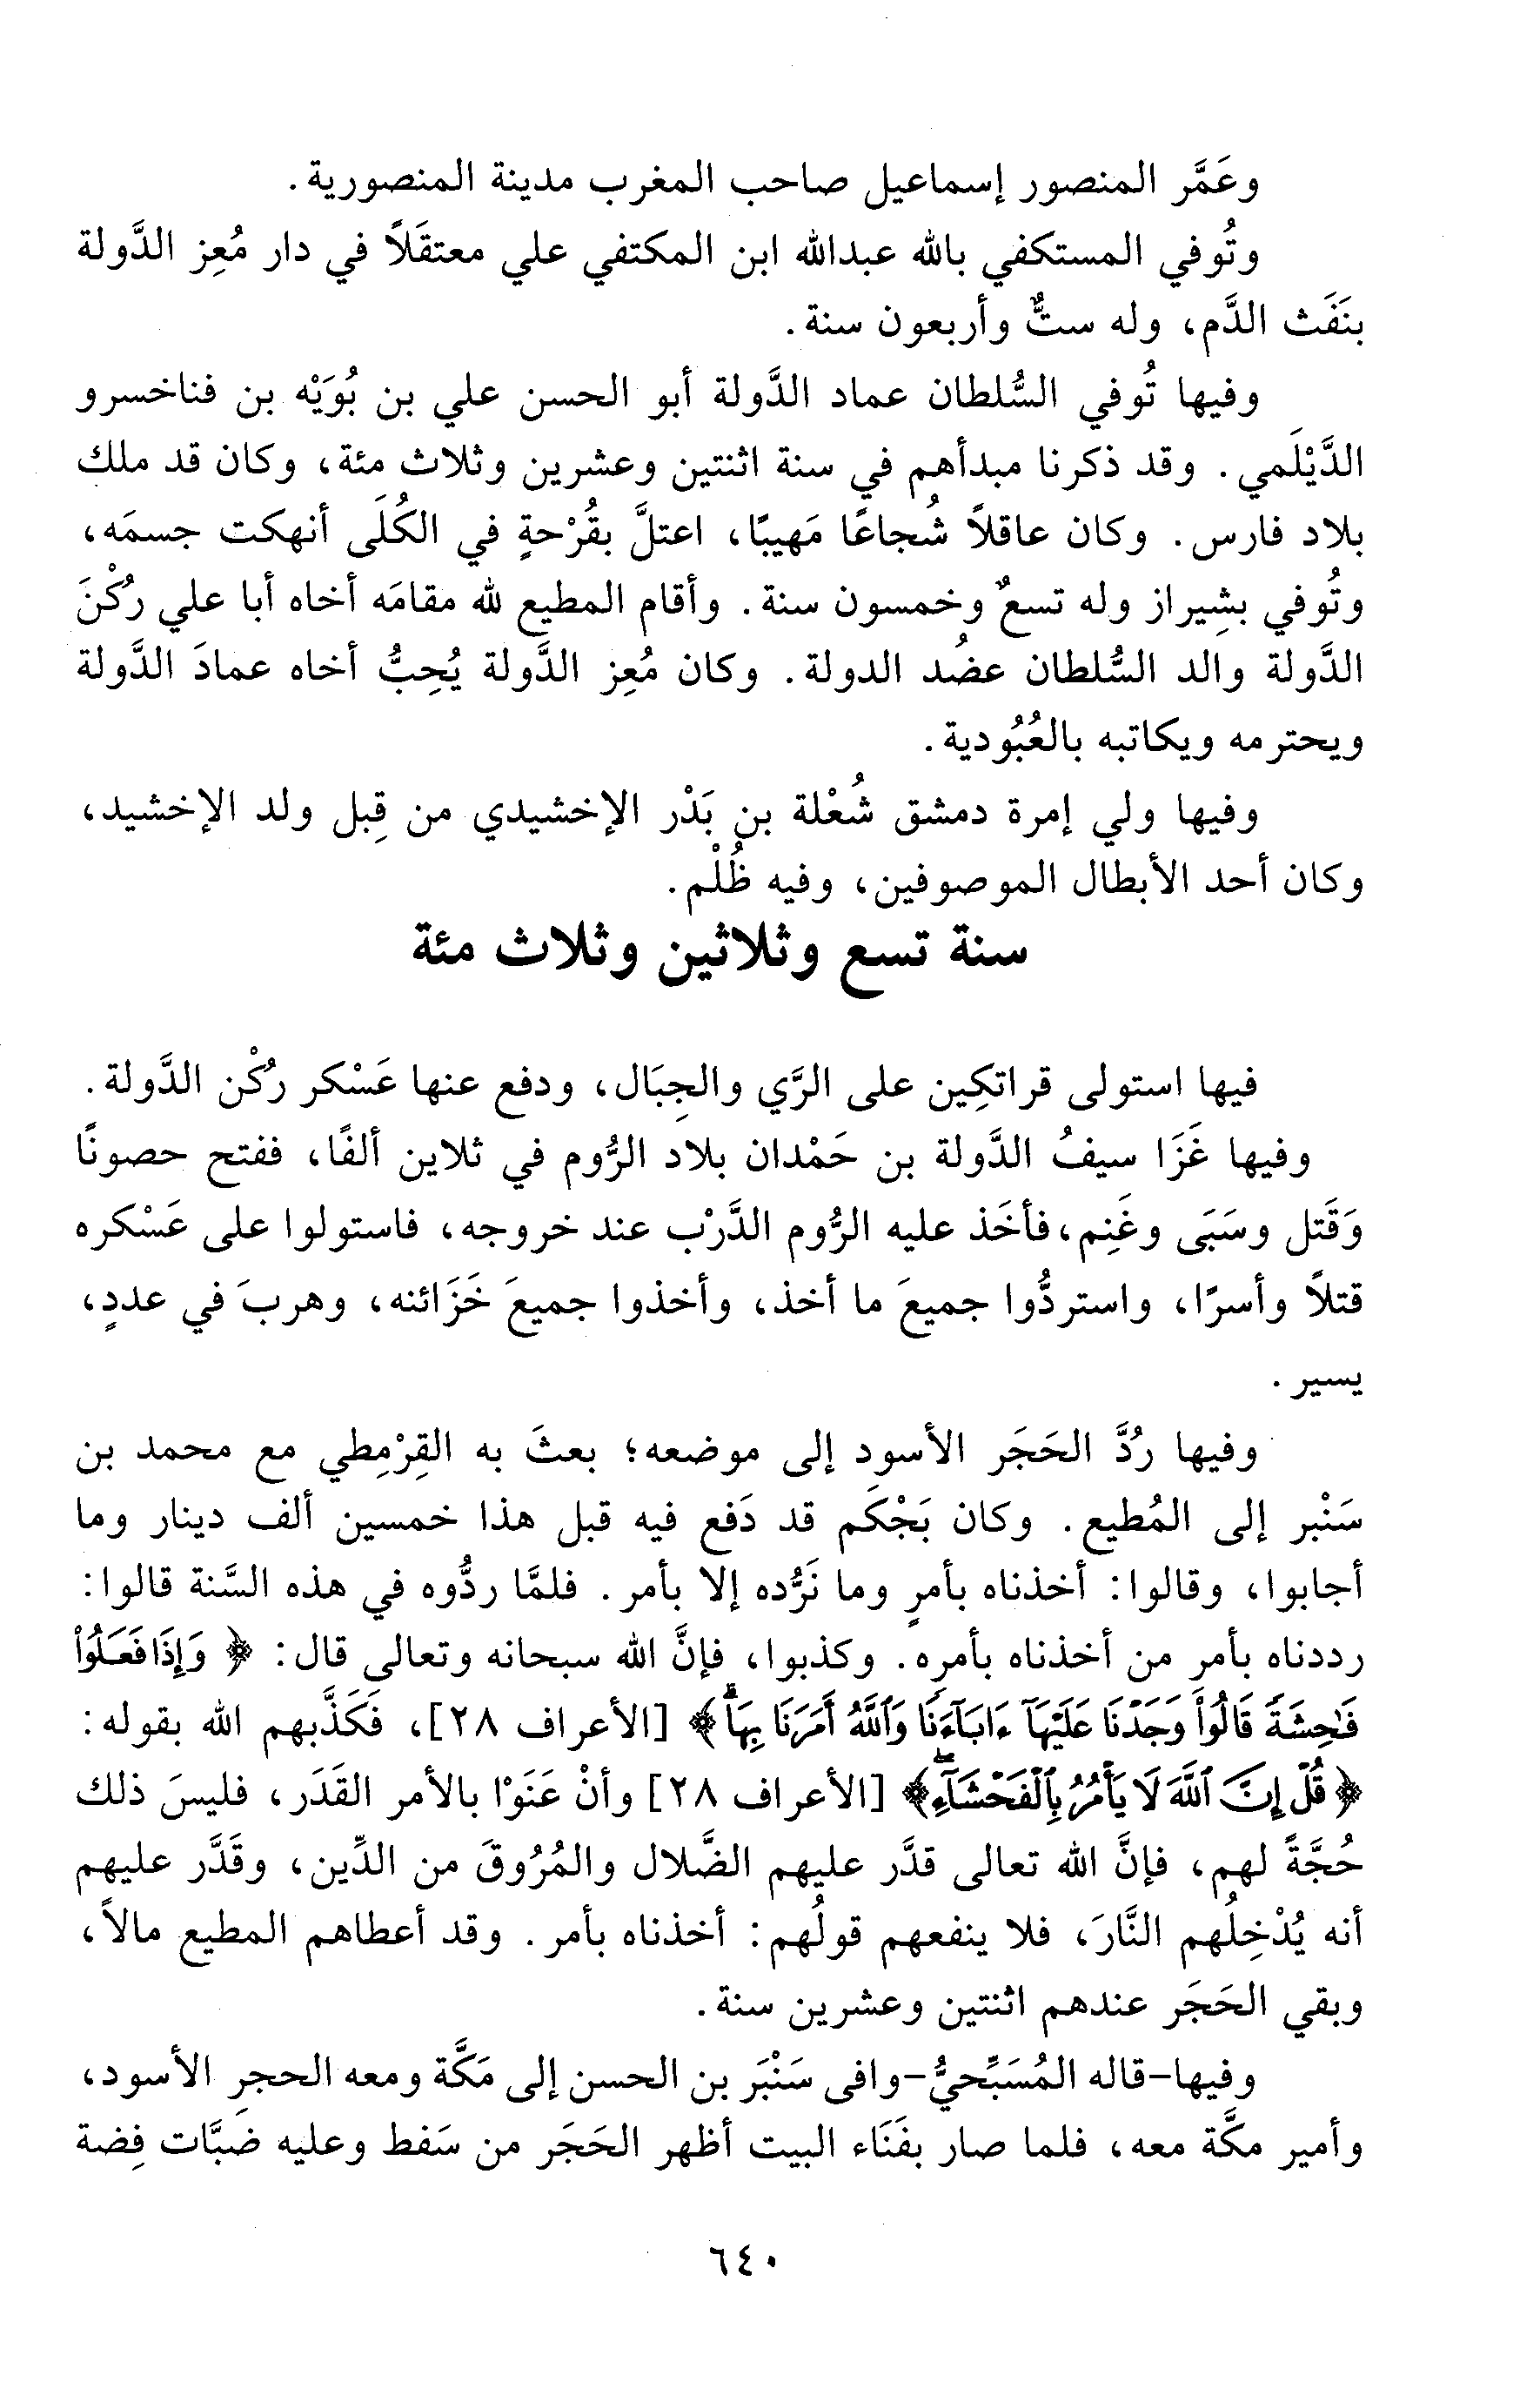 وعَمَّر المنصور إسماعيل صاحب المغرب مدينة المنصورية.
وتُوفي المستكفي بالله عبدالله ابن المكتفي علي معتقَلاً في دار مُعِز الدَّولة
بنَفَث الدَّم، وله ستٌّ وأربعون سنة.
وفيها تُوفي السُّلطان عماد الدَّولة أبو الحسن علي بن بُوَيْه بن فناخسرو
الدَّيْلَمي. وقد ذكرنا مبدأهم في سنة اثنتين وعشرين وثلاث مئة، وكان قد ملك
بلاد فارس. وكان عاقلاً شُجاعًا مَهيبًا، اعتلَّ بقُرْحةٍ في الكُلَى أنهكت جسمَه،
وتُوفي بشِيراز وله تسعٌ وخمسون سنة. وأقام المطيع لله مقامَه أخاه أبا علي رُكْنَ
الدَّولة والد السُّلطان عضُد الدولة. وكان مُعِز الدَّولة يُحِبُّ أخاه عمادَ الدَّولة
ويحترمه ويكاتبه بالعُبُودية.
وفيها ولي إمرة دمشق شُعْلة بن بَدْر الإخشيدي من قِبل ولد الإخشيد،
وكان أحد الأبطال الموصوفين، وفيه ظُلْم.
سنة تسع وثلاثين وثلاث مئة
فيها استولى قراتكِين على الرَّي والجِبَال، ودفع عنها عَسْكر رُكْن الدَّولة.
وفيها غَزَا سيفُ الدَّولة بن حَمْدان بلاد الرُّوم في ثلاين ألفًا، ففتح حصونًا
وَقَتل وسَبَى وغَنِم، فأخَذ عليه الرُّوم الدَّرْب عند خروجه، فاستولوا على عَسْكره
قتلاً وأسرًا، واستردُّوا جميعَ ما أخذ، وأخذوا جميعَ خَزَائنه، وهربَ في عددٍ،
يسير.
وفيها رُدَّ الحَجَر الأسود إلى موضعه؛ بعثَ به القِرْمِطي مع محمد بن
سَنْبر إلى المُطيع. وكان بَجْكَم قد دَفع فيه قبل هذا خمسين ألف دينار وما
أجابوا، وقالوا: أخذناه بأمرٍ وما نَرُّده إلا بأمر. فلمَّا ردُّوه في هذه السَّنة قالوا:
رددناه بأمر من أخذناه بأمرِه. وكذبوا، فإنَّ الله سبحانه وتعالى قال: ﴿وَإِذَا فَعَلُوا۟
فَٰحِشَةً قَالُوا۟ وَجَدْنَا عَلَيْهَآ ءَابَآءَنَا وَٱللَّهُ أَمَرَنَا بِهَاۗ﴾ [الأعراف ٢٨]، فَكَذَّبهم الله بقوله:
﴿قُلْ إِنَّ ٱللَّهَ لَا يَأْمُرُ بِٱلْفَحْشَآءِۖ﴾ [الأعراف ٢٨] وأنْ عَنَوْا بالأمر القَدَر، فليسَ ذلك
حُجَّةً لهم، فإنَّ الله تعالى قدَّر عليهم الضَّلال والمُرُوقَ من الدِّين، وقَدَّر عليهم
أنه يُدْخِلُهم النَّارَ، فلا ينفعهم قولُهم: أخذناه بأمر. وقد أعطاهم المطيع مالاً،
وبقي الحَجَر عندهم اثنتين وعشرين سنة.
وفيها-قاله المُسَبِّحيُّ-وافى سَنْبَر بن الحسن إلى مَكَّة ومعه الحجر الأسود،
وأمير مكَّة معه، فلما صار بفَنَاء البيت أظهر الحَجَر من سَفط وعليه ضَبَّات فِضة
٦٤٠